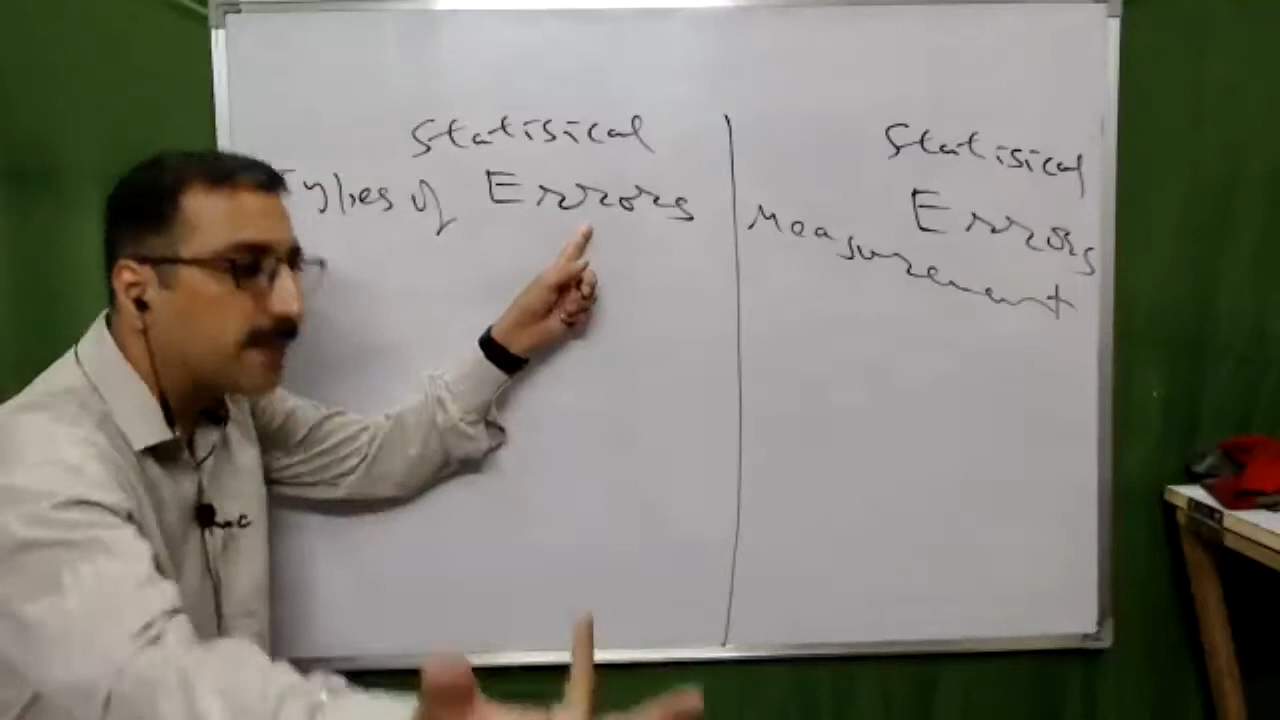 Statisical
Types of Errors
Statisical
Errors
Measurement